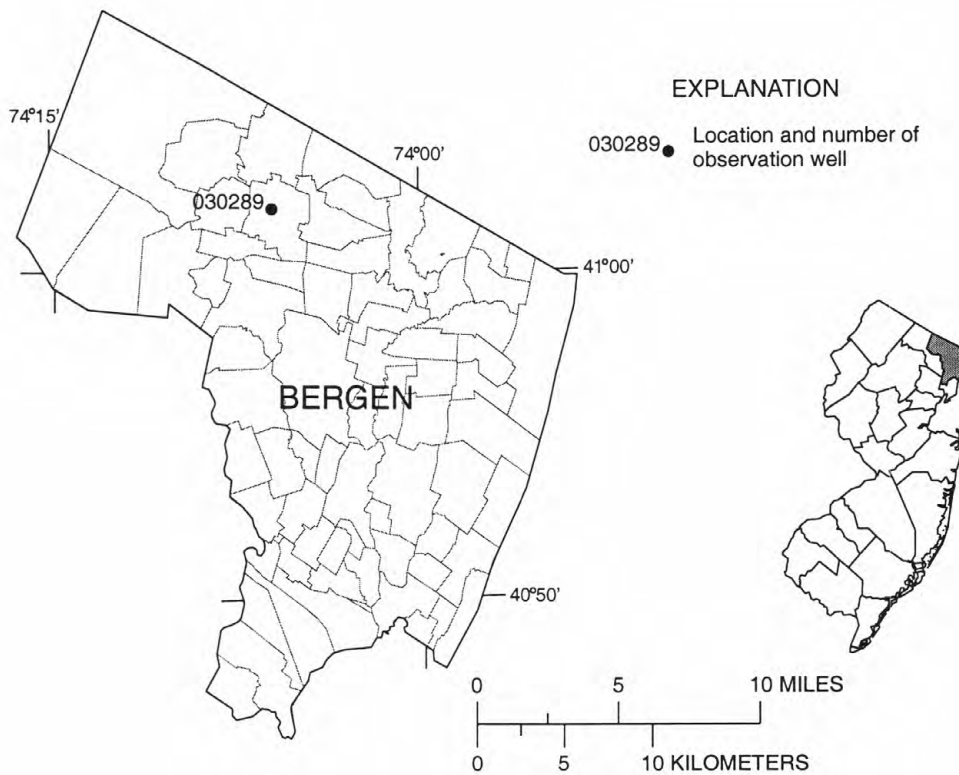 EXPLANATION
74°15'
030289
Location and number of
observation well
74°00'
030289
41°00'
BERGEN
40°50'
0 5 10 MILES
0 5 10 KILOMETERS